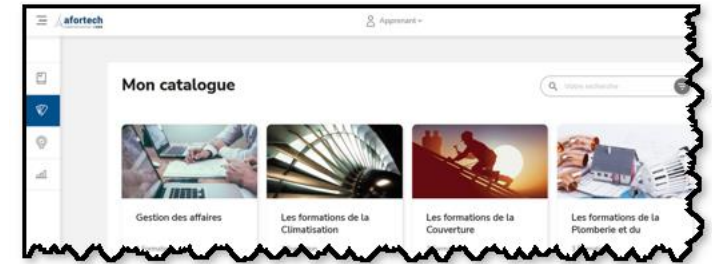 afortech
Apprenant
Mon catalogue
Votre recherche
Gestion des affaires
Les formations de la
Climatisation
Les formations de la
Couverture
Les formations de la
Plomberie et du